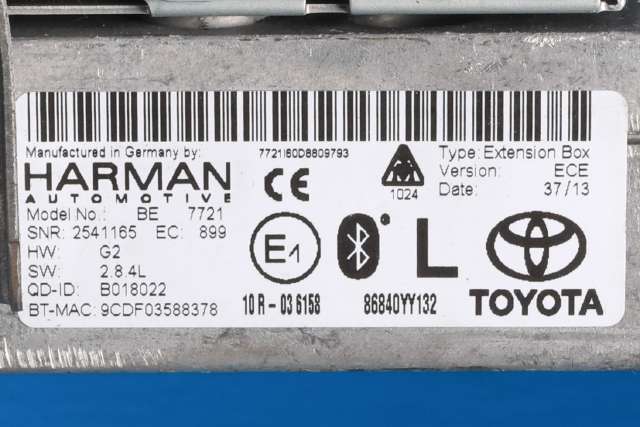 Manufactured in Germany by:
7721I60D8809793
HARMAN
AUTOMOTIVE
CE
1024
Type: Extension Box
Version: ECE
Date: 37/13
Model No.: BE 7721
SNR: 2541165 EC: 899
HW: G2
SW: 2.8.4L
QD-ID: B018022
BT-MAC: 9CDF03588378
E1
10 R - 03 6158
86840YY132
L
TOYOTA